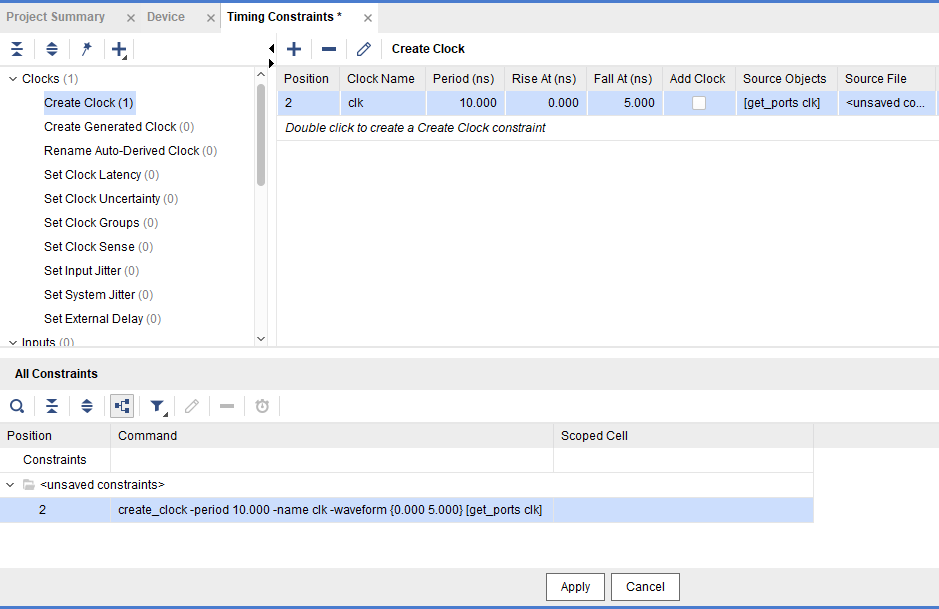 Project Summary Device Timing Constraints *
Create Clock
Clocks (1)
Create Clock (1)
Create Generated Clock (0)
Rename Auto-Derived Clock (0)
Set Clock Latency (0)
Set Clock Uncertainty (0)
Set Clock Groups (0)
Set Clock Sense (0)
Set Input Jitter (0)
Set System Jitter (0)
Set External Delay (0)
Inputs (0)
Position Clock Name Period (ns) Rise At (ns) Fall At (ns) Add Clock Source Objects Source File
2 clk 10.000 0.000 5.000 [get_ports clk] <unsaved co...
Double click to create a Create Clock constraint
All Constraints
Position Command Scoped Cell
Constraints
<unsaved constraints>
2 create_clock -period 10.000 -name clk -waveform {0.000 5.000} [get_ports clk]
Apply Cancel